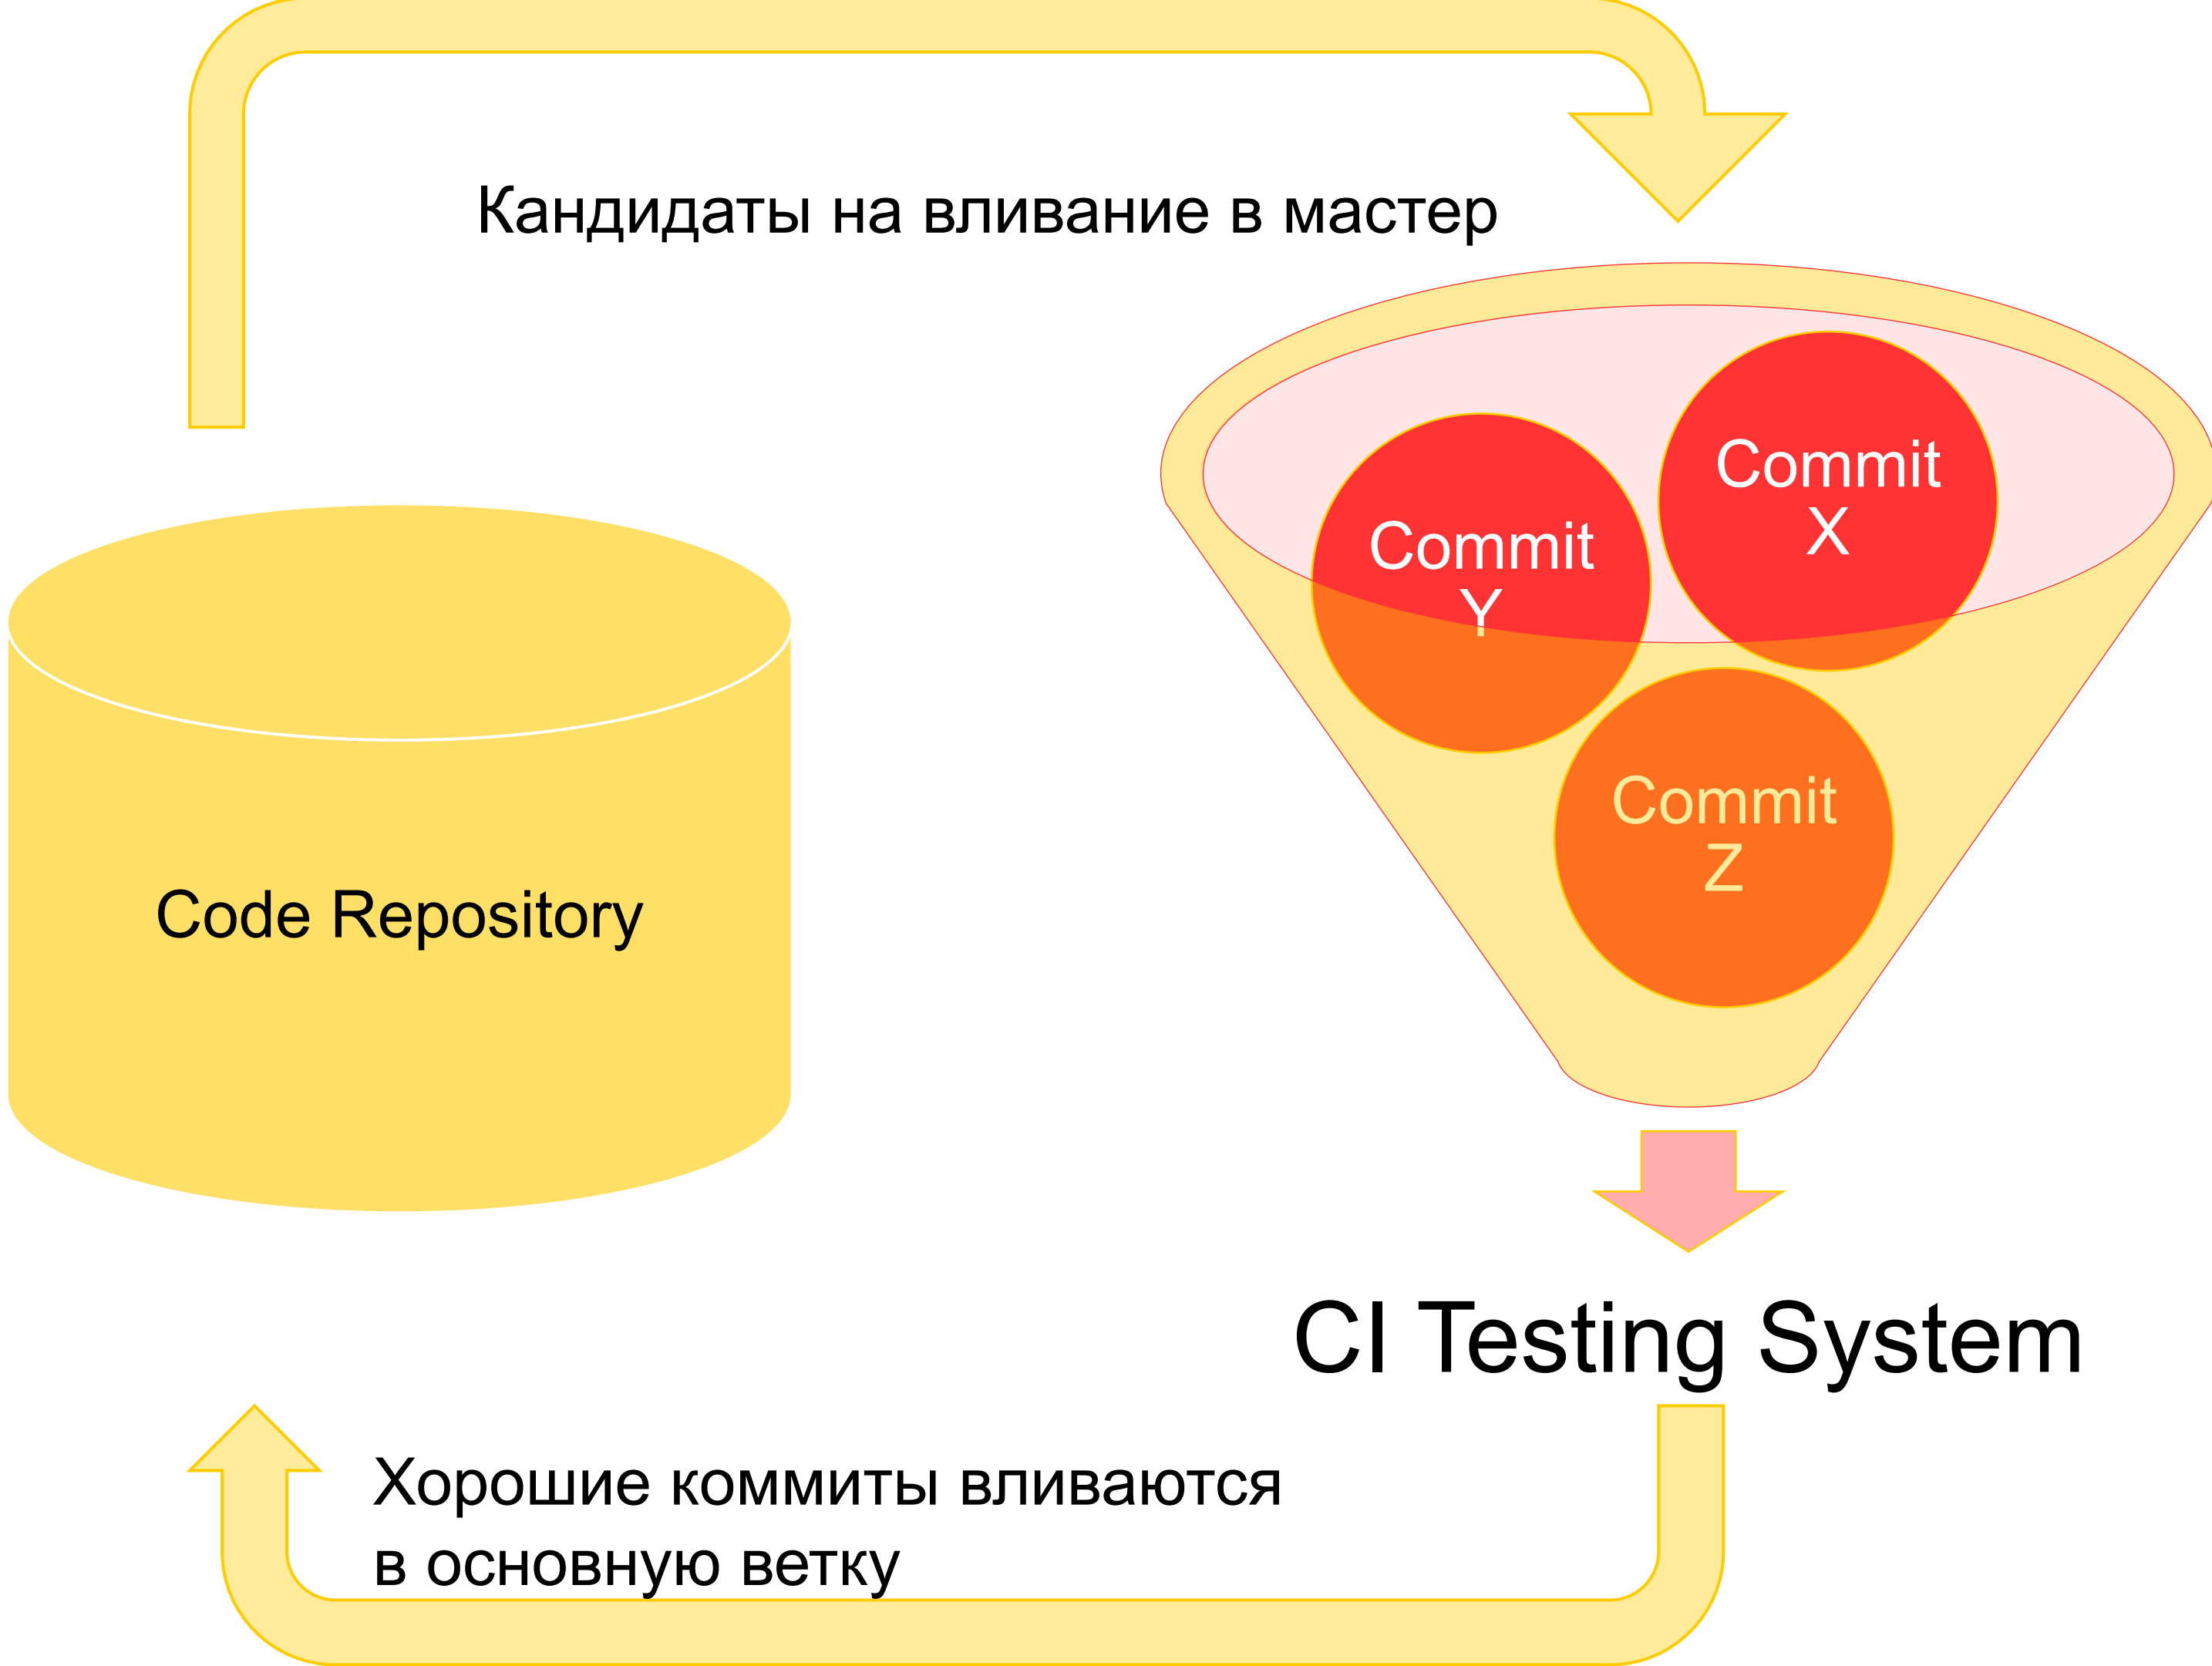 Кандидаты на вливание в мастер
Commit
X
Commit
Y
Commit
Z
Code Repository
CI Testing System
Хорошие коммиты вливаются
в основную ветку